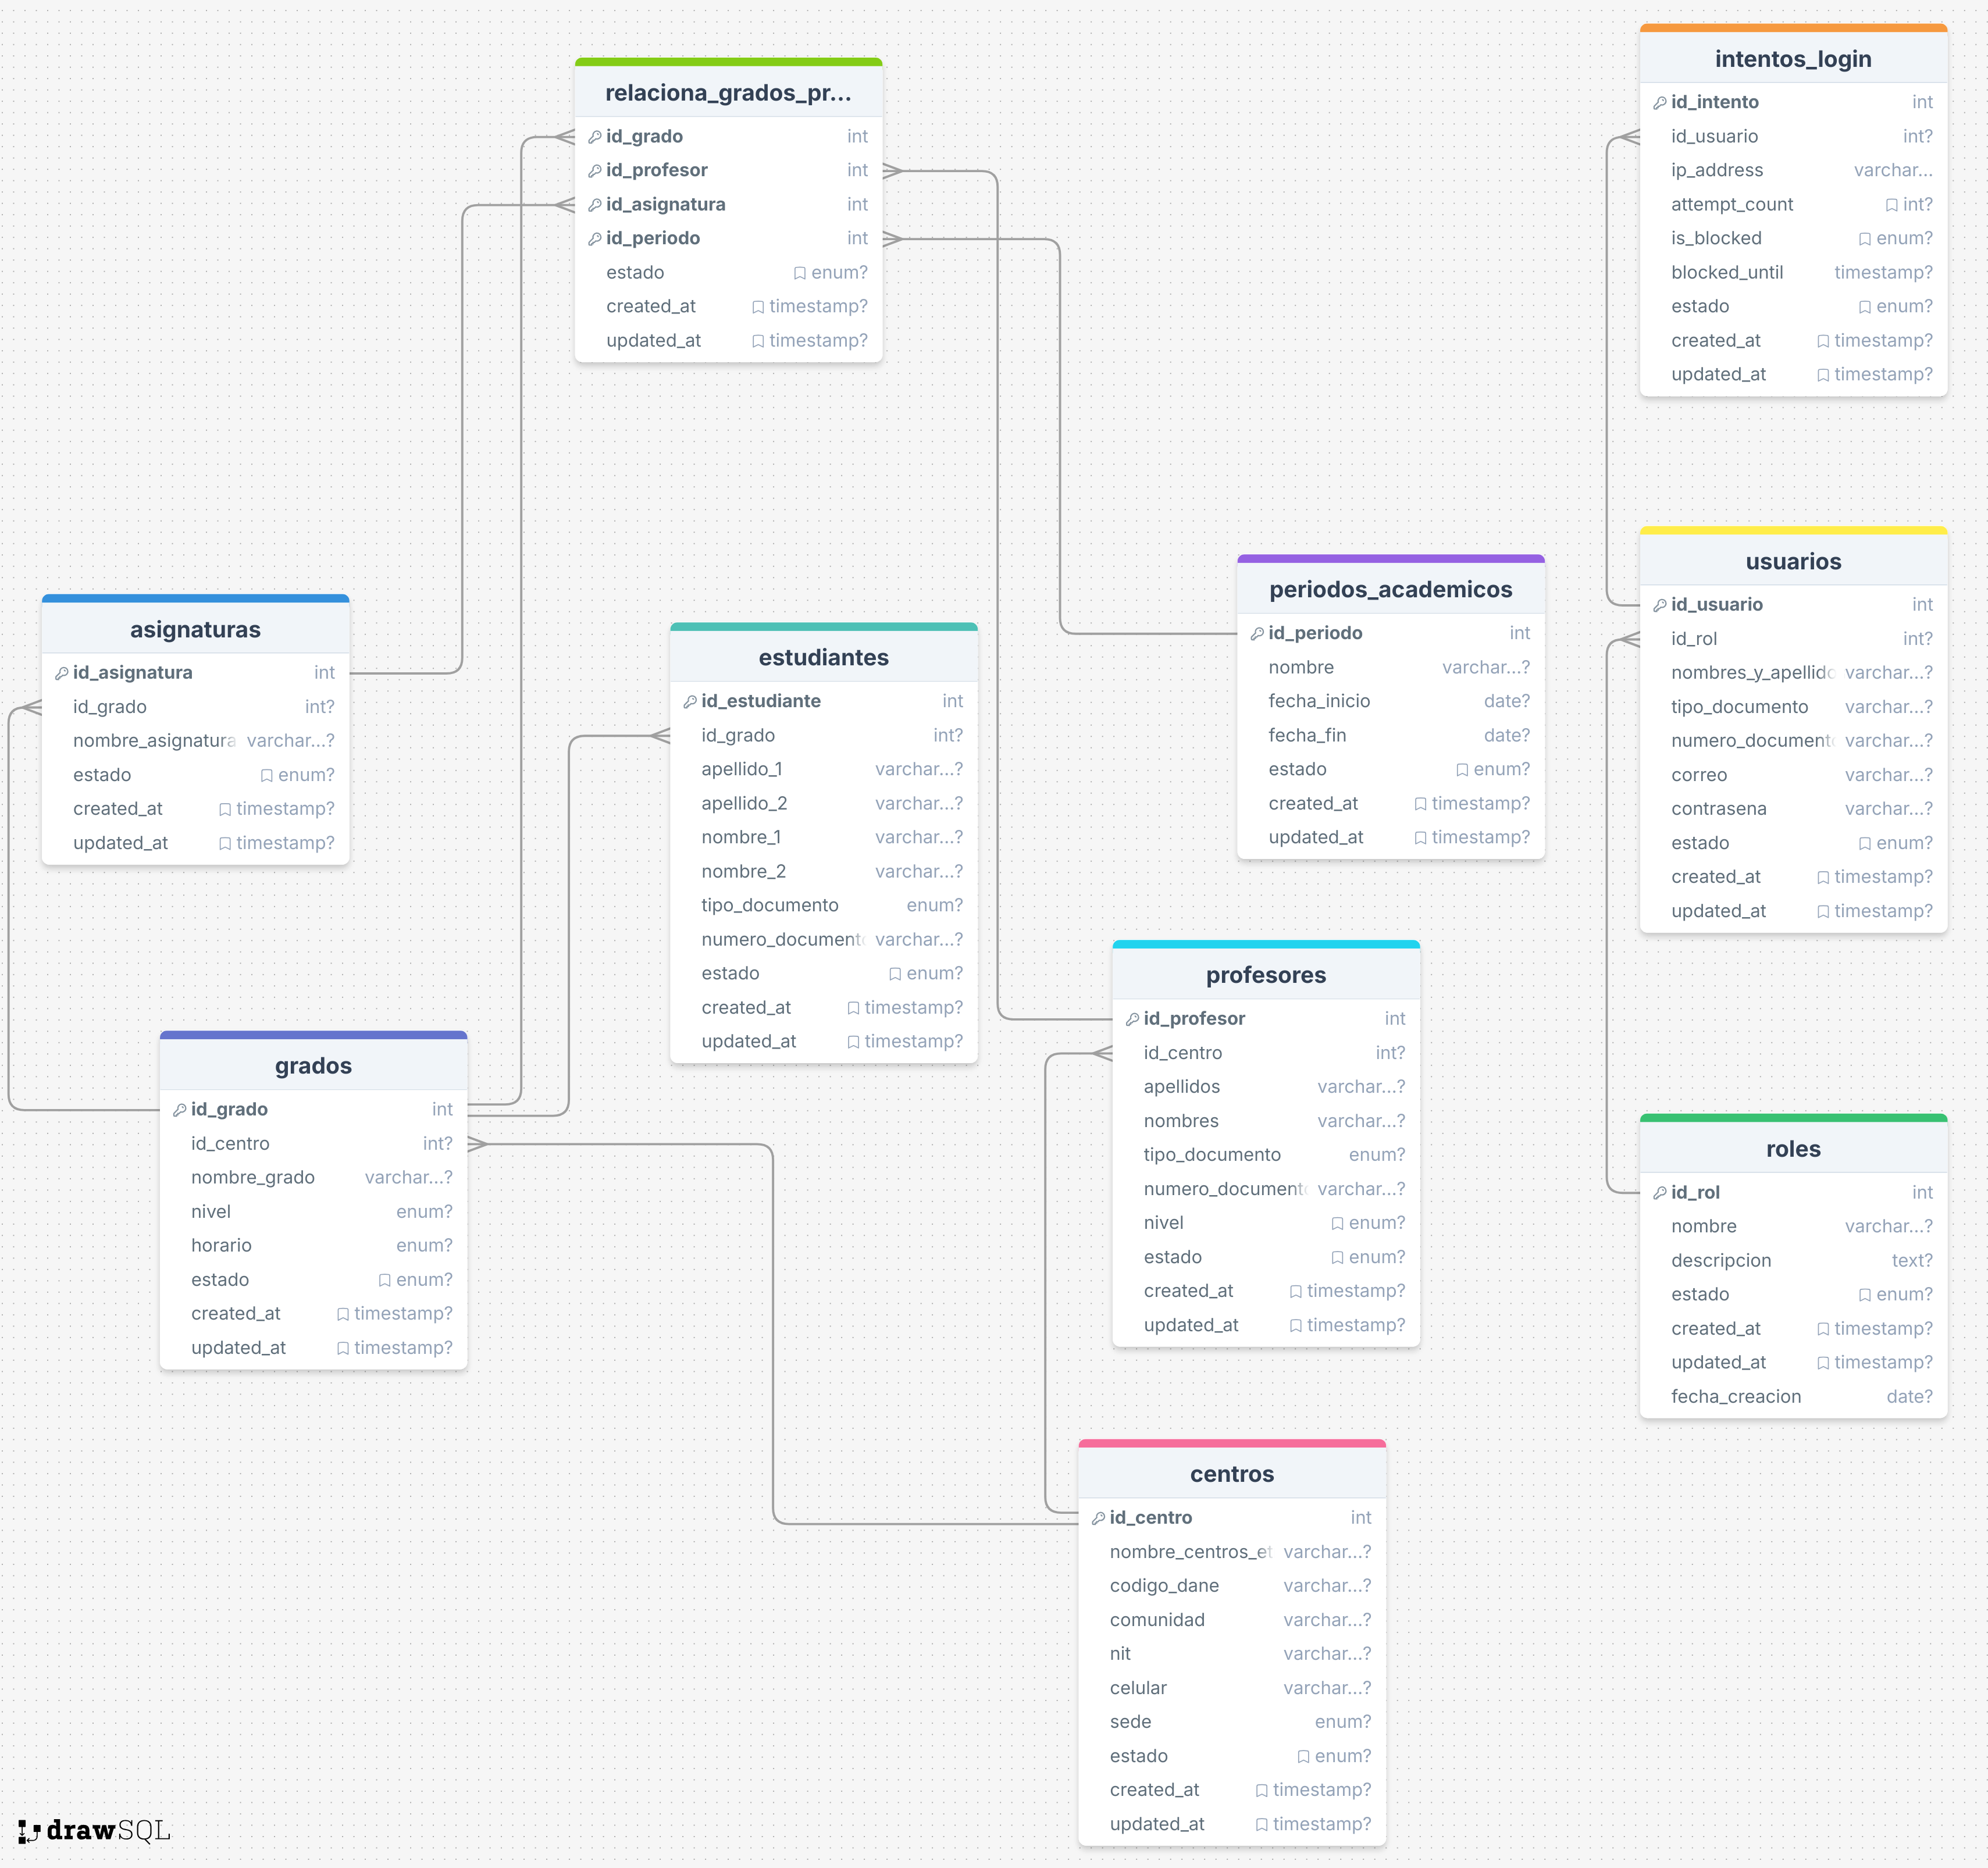 relaciona_grados_pr...
id_grado int
id_profesor int
id_asignatura int
id_periodo int
estado enum?
created_at timestamp?
updated_at timestamp?
intentos_login
id_intento int
id_usuario int?
ip_address varchar...
attempt_count int?
is_blocked enum?
blocked_until timestamp?
estado enum?
created_at timestamp?
updated_at timestamp?
asignaturas
id_asignatura int
id_grado int?
nombre_asignatura varchar...?
estado enum?
created_at timestamp?
updated_at timestamp?
estudiantes
id_estudiante int
id_grado int?
apellido_1 varchar...?
apellido_2 varchar...?
nombre_1 varchar...?
nombre_2 varchar...?
tipo_documento enum?
numero_documento varchar...?
estado enum?
created_at timestamp?
updated_at timestamp?
periodos_academicos
id_periodo int
nombre varchar...?
fecha_inicio date?
fecha_fin date?
estado enum?
created_at timestamp?
updated_at timestamp?
usuarios
id_usuario int
id_rol int?
nombres_y_apellido varchar...?
tipo_documento varchar...?
numero_documento varchar...?
correo varchar...?
contrasena varchar...?
estado enum?
created_at timestamp?
updated_at timestamp?
grados
id_grado int
id_centro int?
nombre_grado varchar...?
nivel enum?
horario enum?
estado enum?
created_at timestamp?
updated_at timestamp?
profesores
id_profesor int
id_centro int?
apellidos varchar...?
nombres varchar...?
tipo_documento enum?
numero_documento varchar...?
nivel enum?
estado enum?
created_at timestamp?
updated_at timestamp?
roles
id_rol int
nombre varchar...?
descripcion text?
estado enum?
created_at timestamp?
updated_at timestamp?
fecha_creacion date?
centros
id_centro int
nombre_centros_et varchar...?
codigo_dane varchar...?
comunidad varchar...?
nit varchar...?
celular varchar...?
sede enum?
estado enum?
created_at timestamp?
updated_at timestamp?
drawSQL